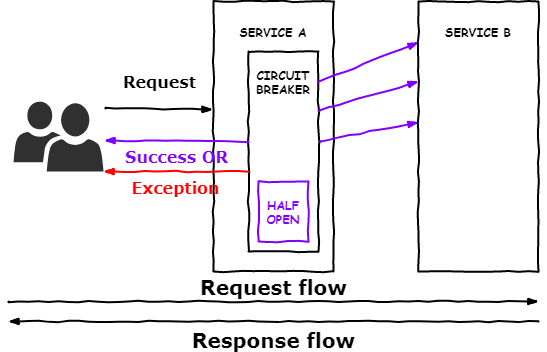 SERVICE A
SERVICE B
CIRCUIT
BREAKER
Request
Success OR
Exception
HALF
OPEN
Request flow
Response flow